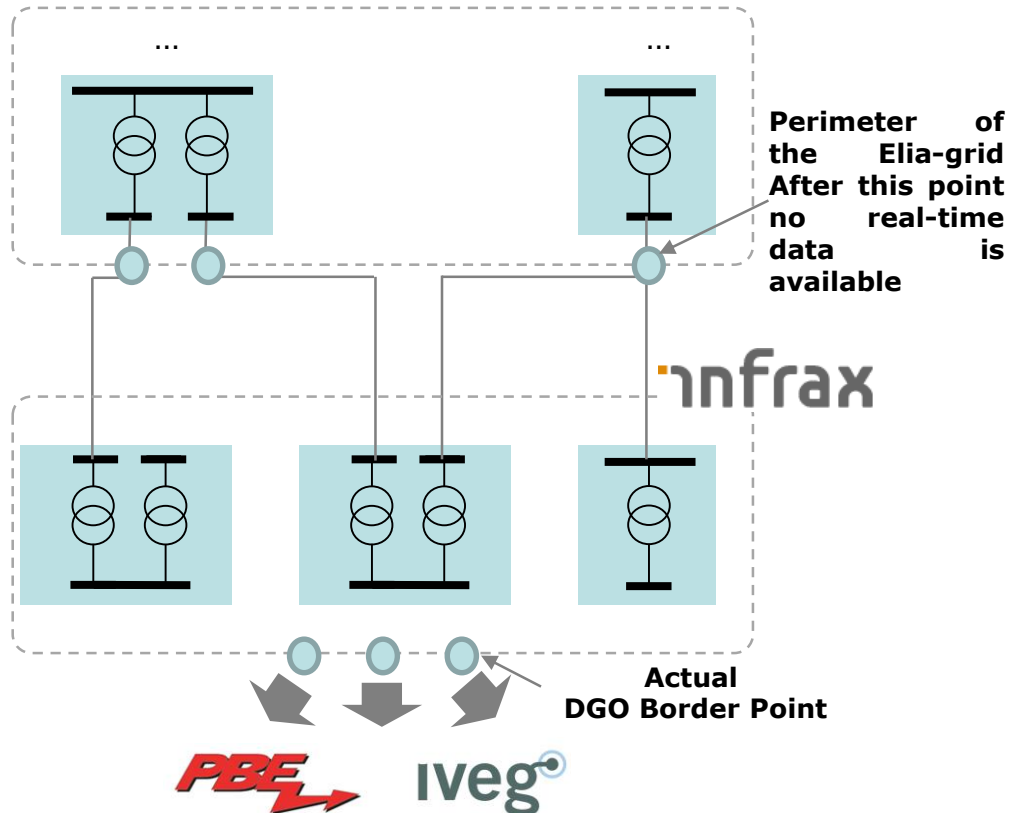 ...
...
Perimeter of
the Elia-grid
After this point
no real-time
data is
available
infrax
Actual
DGO Border Point
PBE
Iveg